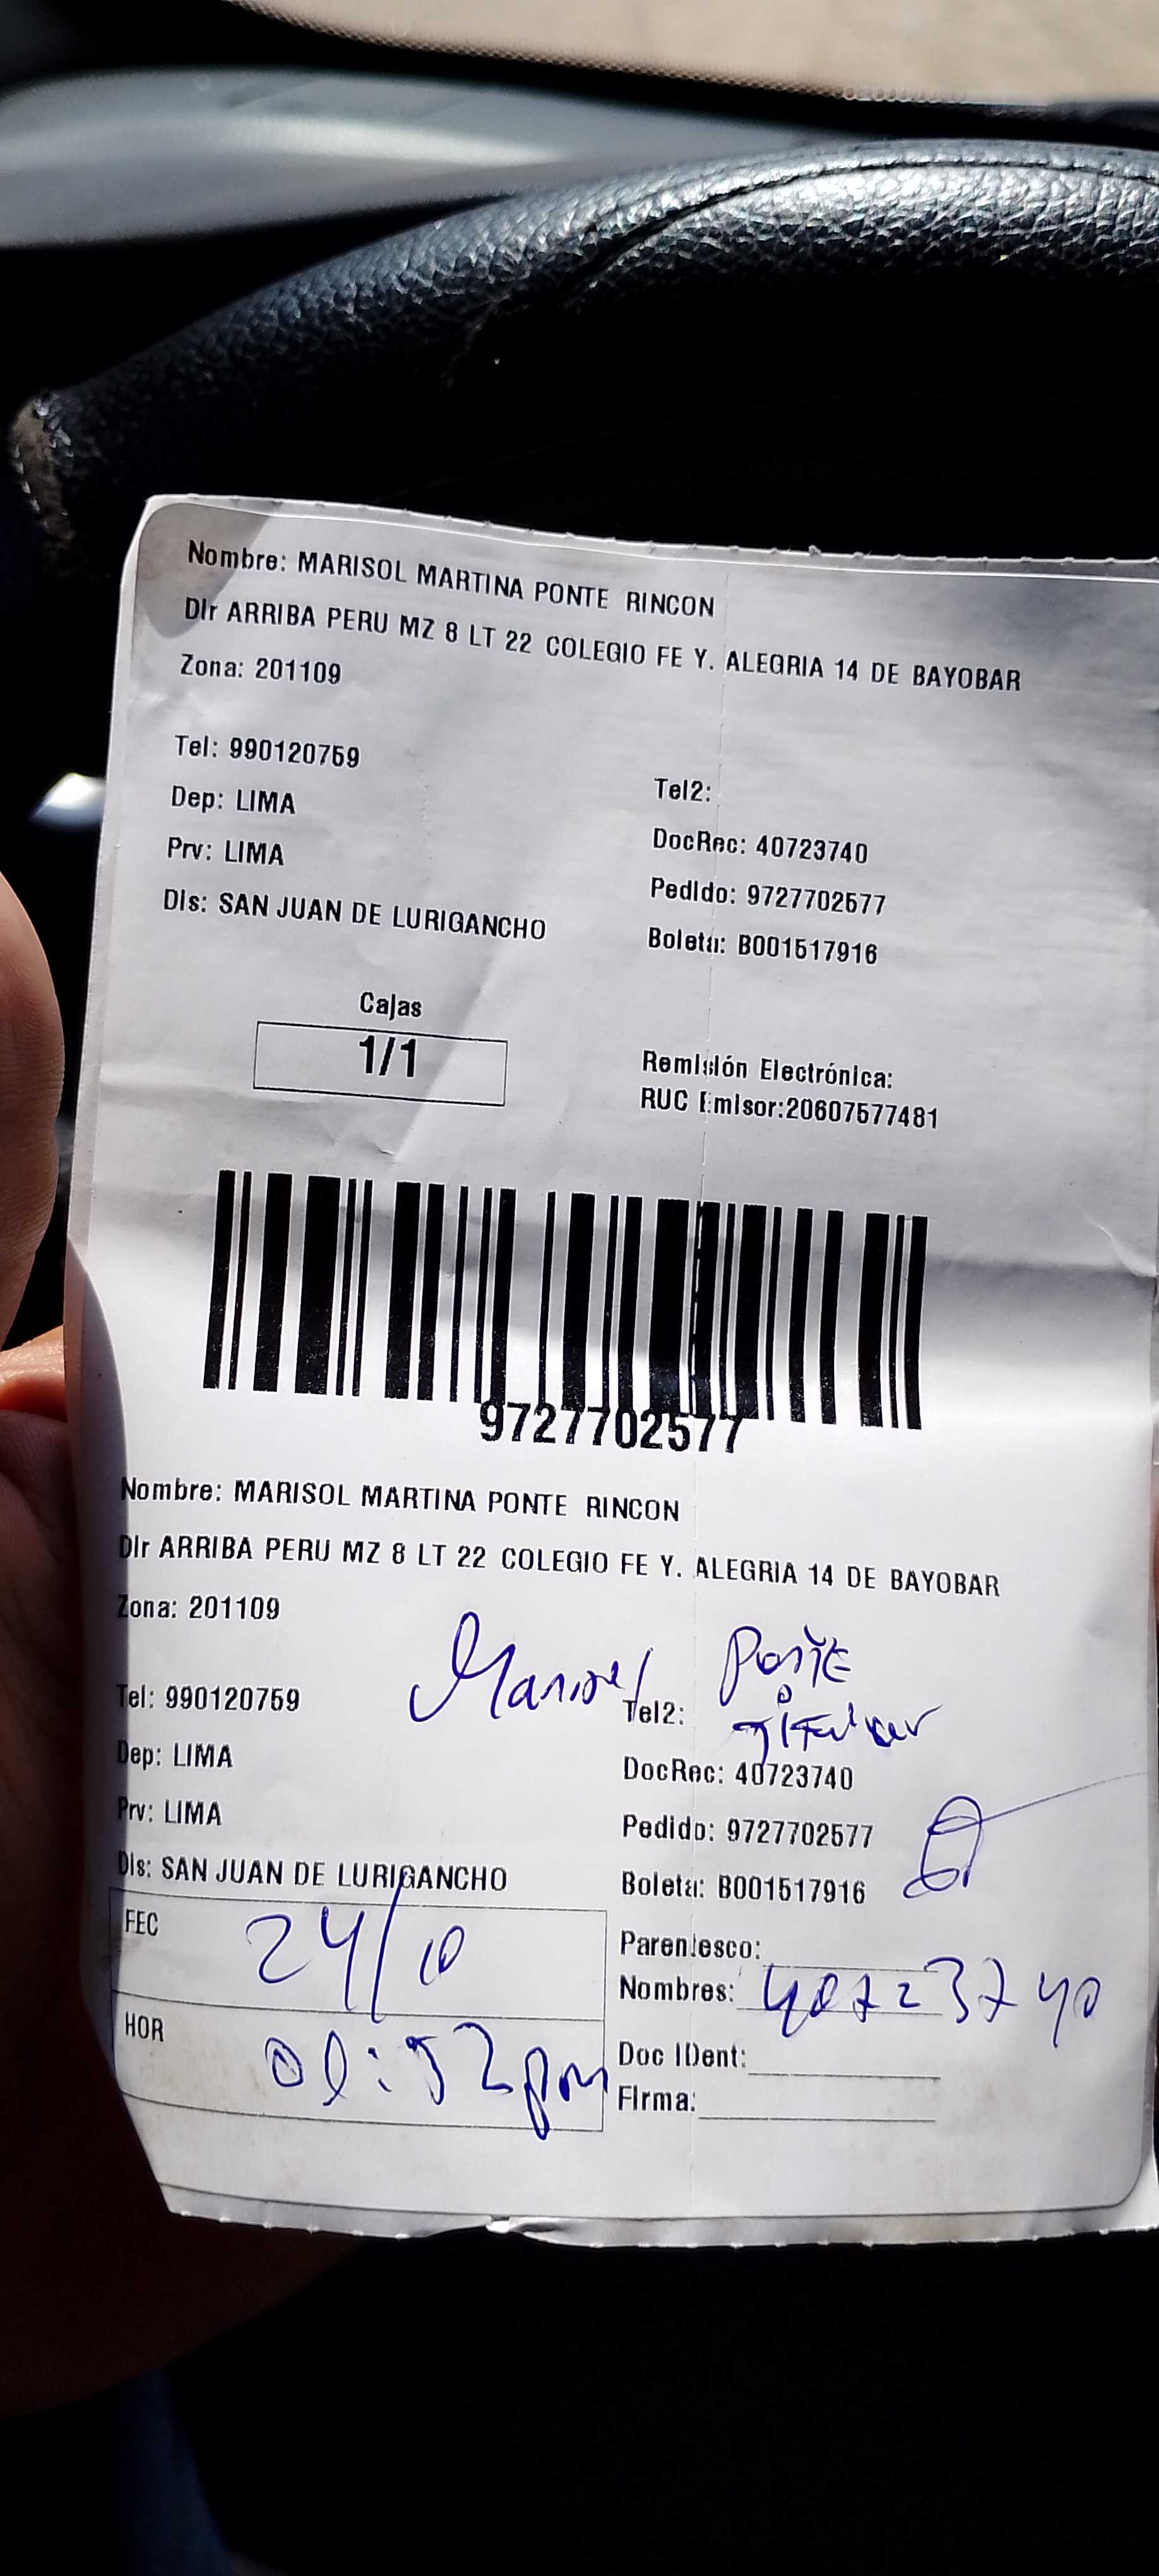 Nombre: MARISOL MARTINA PONTE RINCON
Dir ARRIBA PERU MZ 8 LT 22 COLEGIO FE Y. ALEGRIA 14 DE BAYOBAR
Zona: 201109
Tel: 990120759
Tel2:
Dep: LIMA
DocRec: 40723740
Prv: LIMA
Pedido: 9727702577
Dis: SAN JUAN DE LURIGANCHO
Boleta: B001517916
Cajas
1/1
Remisión Electrónica:
RUC Emisor:20607577481
9727702577
Nombre: MARISOL MARTINA PONTE RINCON
Dir ARRIBA PERU MZ 8 LT 22 COLEGIO FE Y. ALEGRIA 14 DE BAYOBAR
Zona: 201109
Marisol Ponte
Tel: 990120759
Tel2:
titular
Dep: LIMA
DocRec: 40723740
Prv: LIMA
Pedido: 9727702577
Dis: SAN JUAN DE LURIGANCHO
Boleta: B001517916
FEC 24/10
Parentesco:
Nombres: 40723740
HOR 01:52pm
Doc IDent:
Firma: